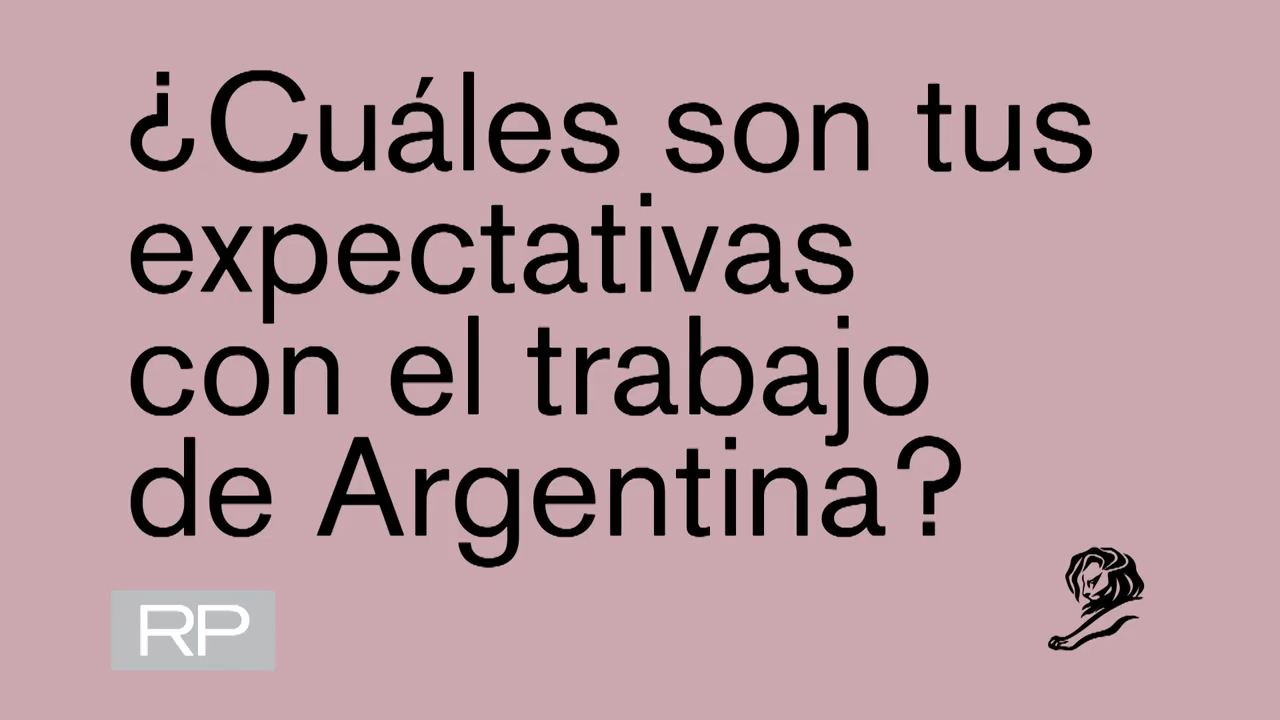 ¿Cuáles son tus
expectativas
con el trabajo
de Argentina?
RP